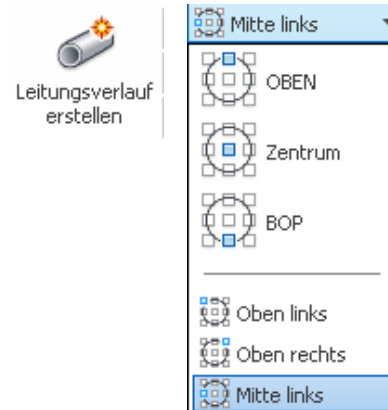 Leitungsverlauf
erstellen
Mitte links
OBEN
Zentrum
BOP
Oben links
Oben rechts
Mitte links